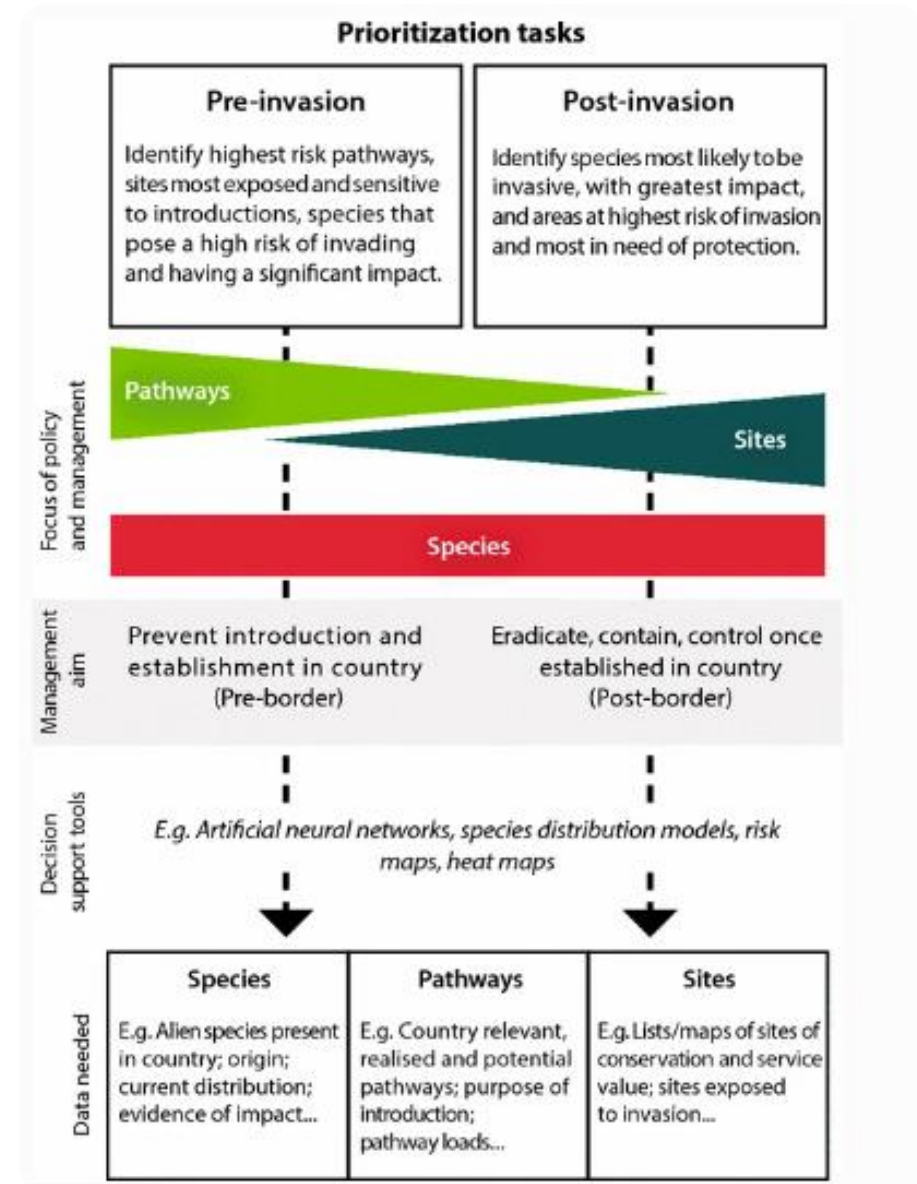 Prioritization tasks
Pre-invasion
Identify highest risk pathways,
sites most exposed and sensitive
to introductions, species that
pose a high risk of invading
and having a significant impact.
Post-invasion
Identify species most likely to be
invasive, with greatest impact,
and areas at highest risk of invasion
and most in need of protection.
Focus of policy
and management
Pathways
Sites
Species
Management
aim
Prevent introduction and
establishment in country
(Pre-border)
Eradicate, contain, control once
established in country
(Post-border)
Decision
support tools
E.g. Artificial neural networks, species distribution models, risk
maps, heat maps
Data needed
Species
E.g. Alien species present
in country; origin;
current distribution;
evidence of impact...
Pathways
E.g. Country relevant,
realised and potential
pathways; purpose of
introduction;
pathway loads...
Sites
E.g. Lists/maps of sites of
conservation and service
value; sites exposed
to invasion...